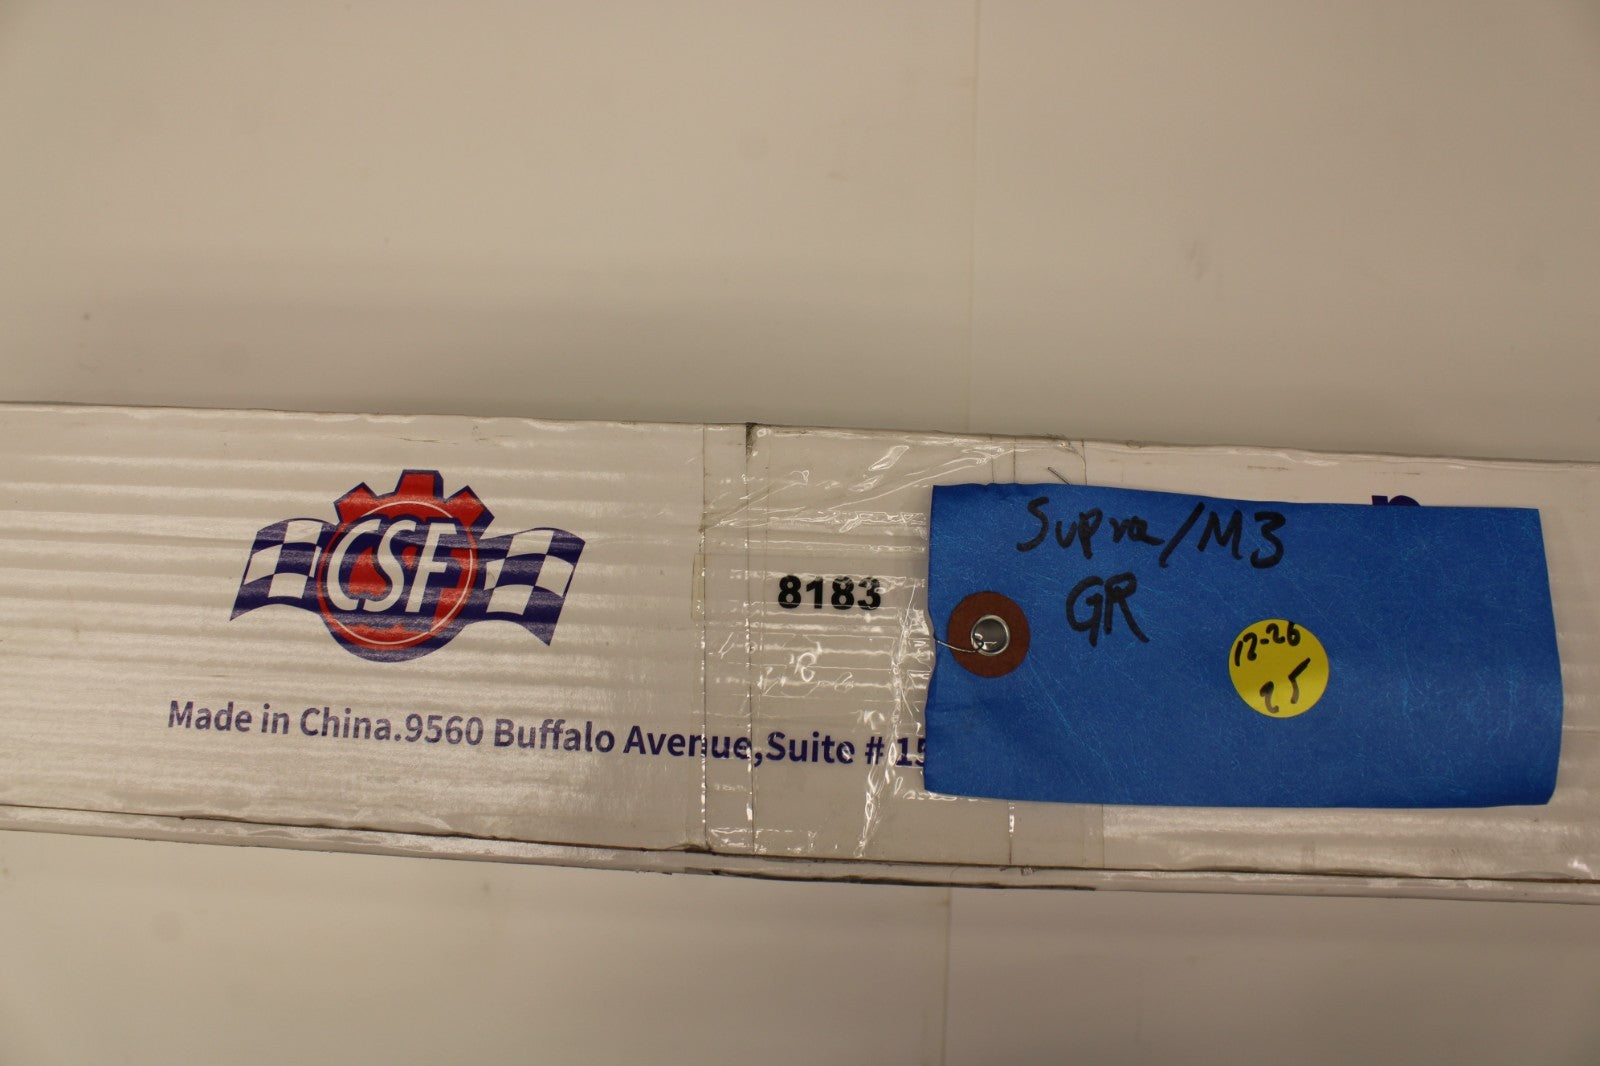 CSF
8183
Made in China.9560 Buffalo Avenue,Suite # 15
Supra/M3
GR
12-26
25